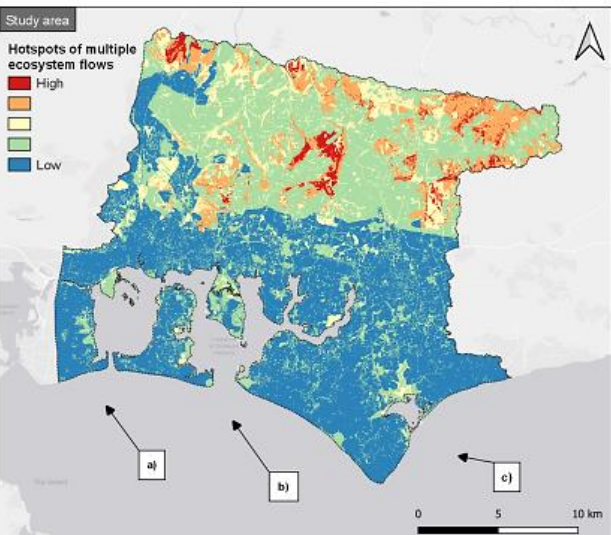 Study area
Hotspots of multiple
ecosystem flows
High
Low
a)
b)
c)
0 5 10 km